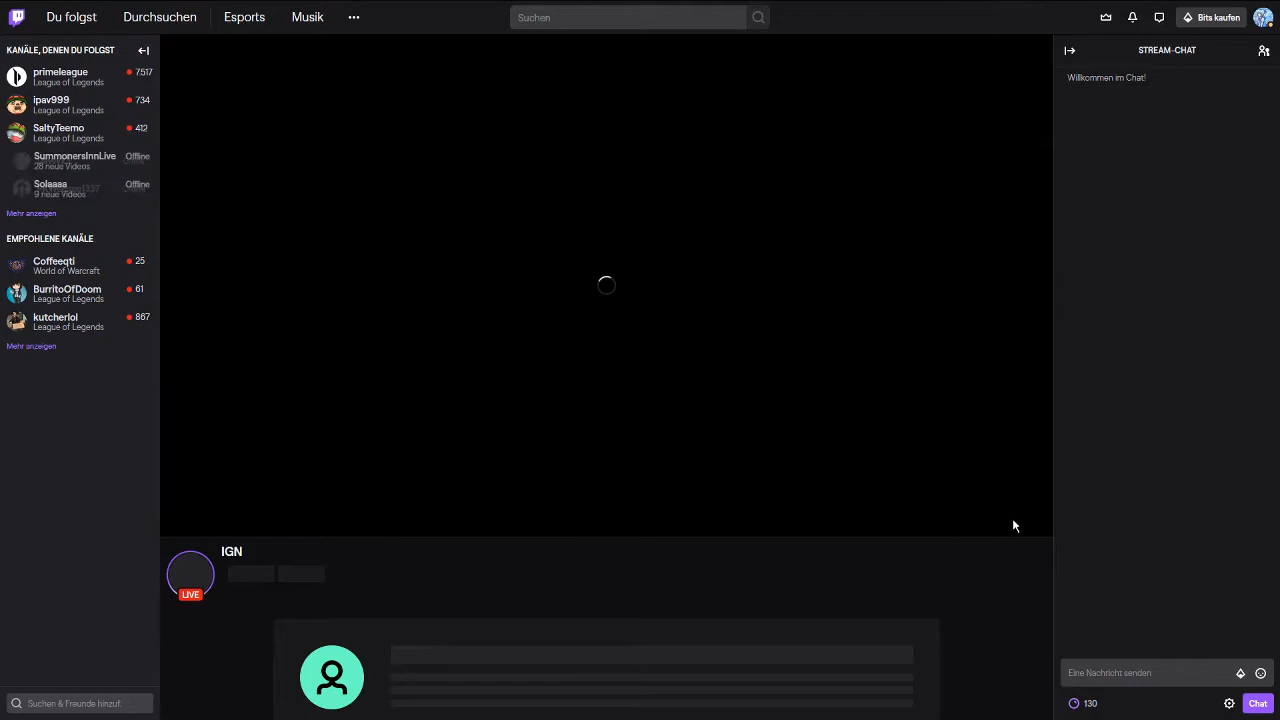 Du folgst Durchsuchen Esports Musik Suchen Bits kaufen
KANÄLE, DENEN DU FOLGST
primeleague 7517
League of Legends
ipav999 734
League of Legends
SaltyTeemo 412
League of Legends
SummonersInnLive Offline
28 neue Videos
Solaaaa Offline
9 neue Videos
Mehr anzeigen
EMPFOHLENE KANÄLE
Coffeeqti 25
World of Warcraft
BurritoOfDoom 61
League of Legends
kutcherlol 867
League of Legends
Mehr anzeigen
Suchen & Freunde hinzuf.
IGN
LIVE
STREAM-CHAT
Willkommen im Chat!
Eine Nachricht senden
130 Chat